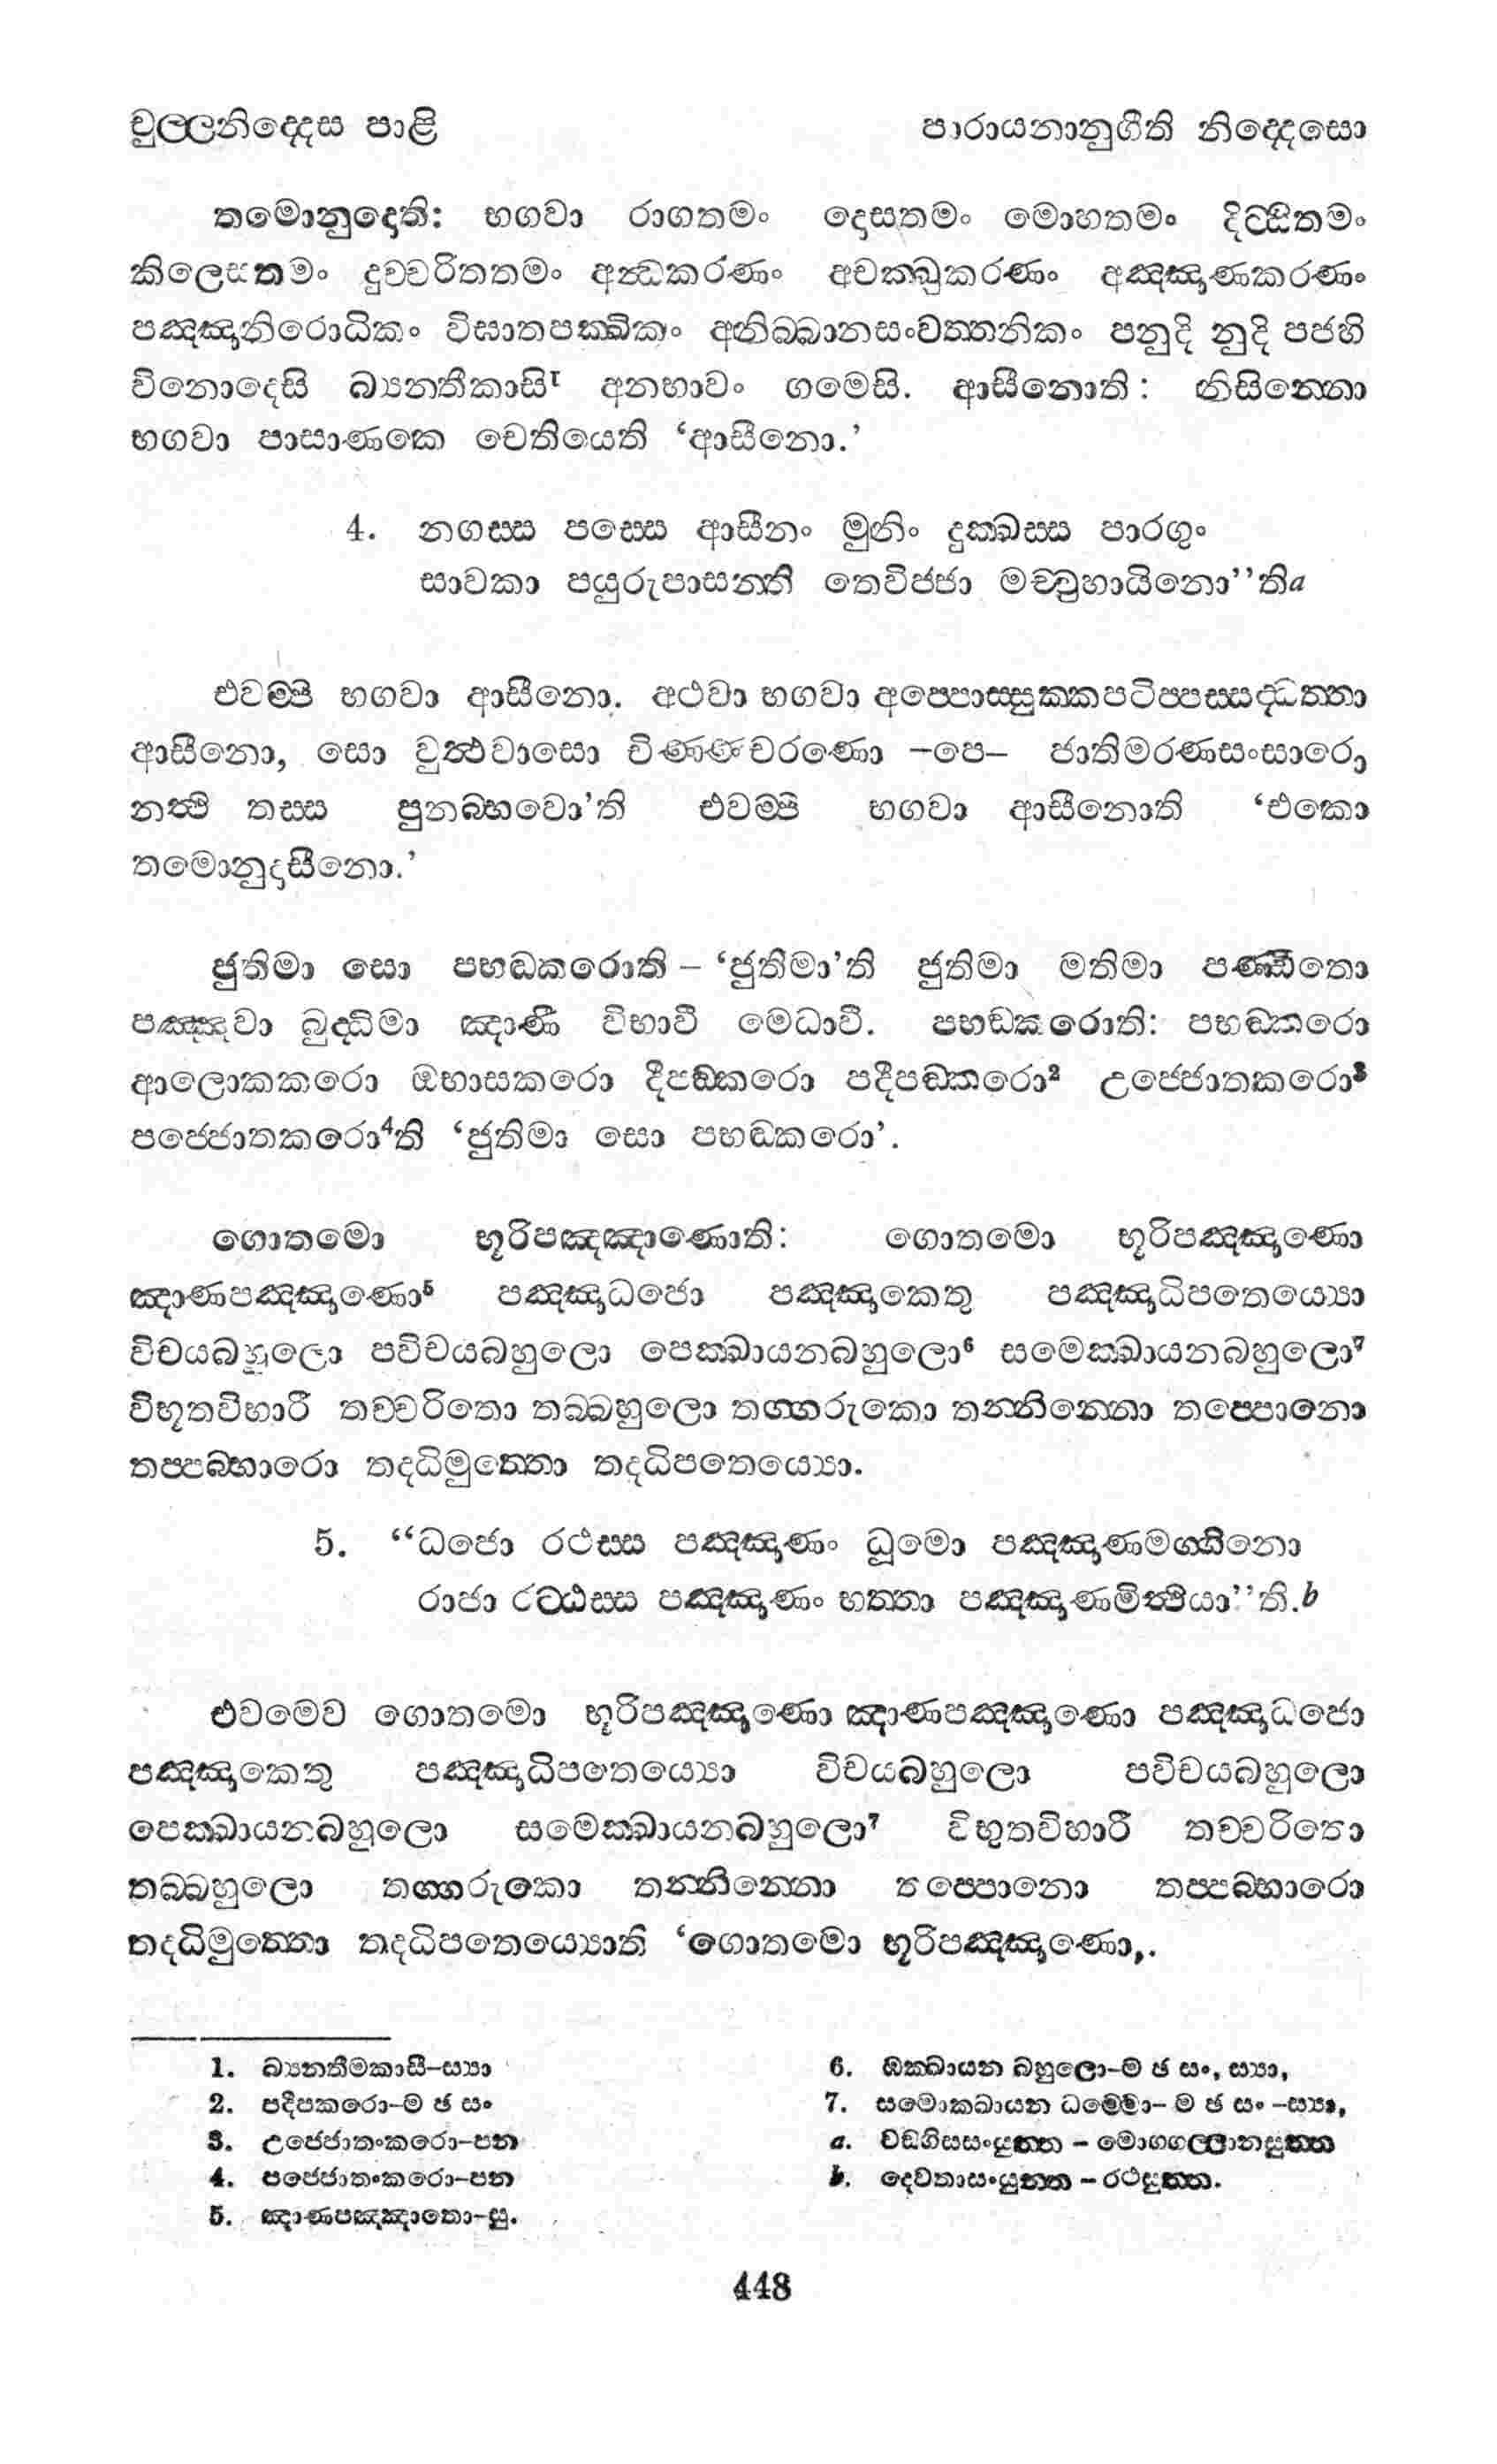 චුල්ලනිද්දෙස පාළි
පාරායනානුගීති නිද්දෙසො
තමොනුදොති: භගවා රාගතමං දොසතමං මොහතමං දිට්ඨිතමං
කිලෙසතමං දුච්චරිතතමං අන්ධකරණං අචක්ඛුකරණං අඤ්ඤාණකරණං
පඤ්ඤානිරොධිකං විඝාතපක්ඛිකං අනිබ්බානසංවත්තනිකං පනුදි නුදි පජහි
විනොදෙසි බ්‍යන්තීකාසි¹ අනභාවං ගමෙසි. ආසීනොති: නිසින්නො
භගවා පාසාණකෙ චෙතියෙති ‘ආසීනො.’
4. නගස්ස පස්සෙ ආසීනං මුනිං දුක්ඛස්ස පාරගුං
සාවකා පයුරුපාසන්ති තෙවිජ්ජා මච්චුහායිනො’’තිa
එවම්පි භගවා ආසීනො. අථවා භගවා අප්පොස්සුක්කපටිප්පස්සද්ධත්තා
ආසීනො, සො වුත්ථවාසො චිණ්ණචරණො –පෙ– ජාතිමරණසංසාරො,
නත්ථි තස්ස පුනබ්භවො’ති එවම්පි භගවා ආසීනොති ‘එකො
තමොනුදාසීනො.’
ජුතිමා සො පභඞ්කරොති – ‘ජුතිමා’ති ජුතිමා මතිමා පණ්ඩිතො
පඤ්ඤවා බුද්ධිමා ඤාණී විභාවී මෙධාවී. පභඞ්කරොති: පභඞ්කරො
ආලොකකරො ඔභාසකරො දීපඞ්කරො පදීපඞ්කරො² උජ්ජොතකරො³
පජ්ජොතකරො⁴ති ‘ජුතිමා සො පභඞ්කරො’.
ගොතමො භූරිපඤ්ඤාණොති: ගොතමො භූරිපඤ්ඤාණො
ඤාණපඤ්ඤාණො⁵ පඤ්ඤාධජො පඤ්ඤාකෙතු පඤ්ඤාධිපතෙය්‍යො
විචයබහුලො පවිචයබහුලො පෙක්ඛායනබහුලො⁶ සමෙක්ඛායනබහුලො⁷
විභූතවිහාරී තච්චරිතො තබ්බහුලො තග්ගරුකො තන්නින්නො තප්පොනො
තප්පබ්භාරො තදධිමුත්තො තදධිපතෙය්‍යො.
5. “ධජො රථස්ස පඤ්ඤාණං ධූමො පඤ්ඤාණමග්ගිනො
රාජා රට්ඨස්ස පඤ්ඤාණං භත්තා පඤ්ඤාණමිත්ථියා’’ති.b
එවමෙව ගොතමො භූරිපඤ්ඤාණො ඤාණපඤ්ඤාණො පඤ්ඤාධජො
පඤ්ඤාකෙතු පඤ්ඤාධිපතෙය්‍යො විචයබහුලො පවිචයබහුලො
පෙක්ඛායනබහුලො සමෙක්ඛායනබහුලො⁷ විභූතවිහාරී තච්චරිතො
තබ්බහුලො තග්ගරුකො තන්නින්නො තප්පොනො තප්පබ්භාරො
තදධිමුත්තො තදධිපතෙය්‍යොති ‘ගොතමො භූරිපඤ්ඤාණො,.
1. බ්‍යන්තීමකාසී–ස්‍යා
2. පදීපකරො–ම ඡ සං
3. උජ්ජොතංකරො–පන
4. පජ්ජොතංකරො–පන
5. ඤාණපඤ්ඤාතො–සු.
6. ඔක්ඛායන බහුලො–ම ඡ සං, ස්‍යා,
7. සමොක්ඛායන ධම්මො– ම ඡ සං –ස්‍යා,
a. වඞ්ගිසසංයුත්ත – මොග්ගල්ලානසුත්ත
b. දෙවතාසංයුත්ත – රථසුත්ත.
448